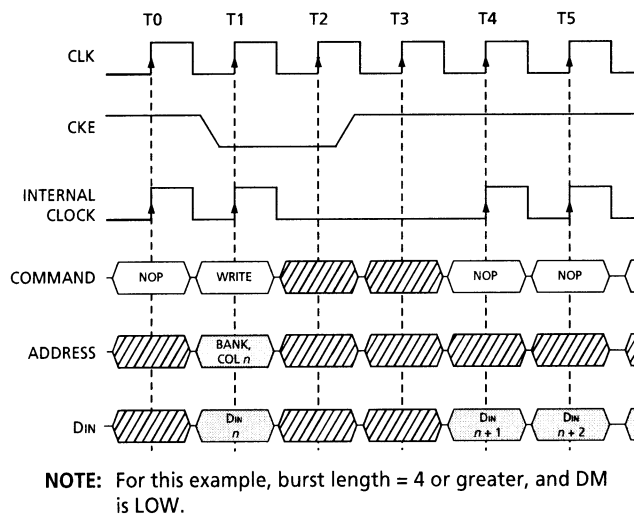 T0 T1 T2 T3 T4 T5
CLK
CKE
INTERNAL
CLOCK
COMMAND NOP WRITE NOP NOP
ADDRESS BANK,
COL n
DIN DIN DIN DIN
n n + 1 n + 2
NOTE: For this example, burst length = 4 or greater, and DM
is LOW.